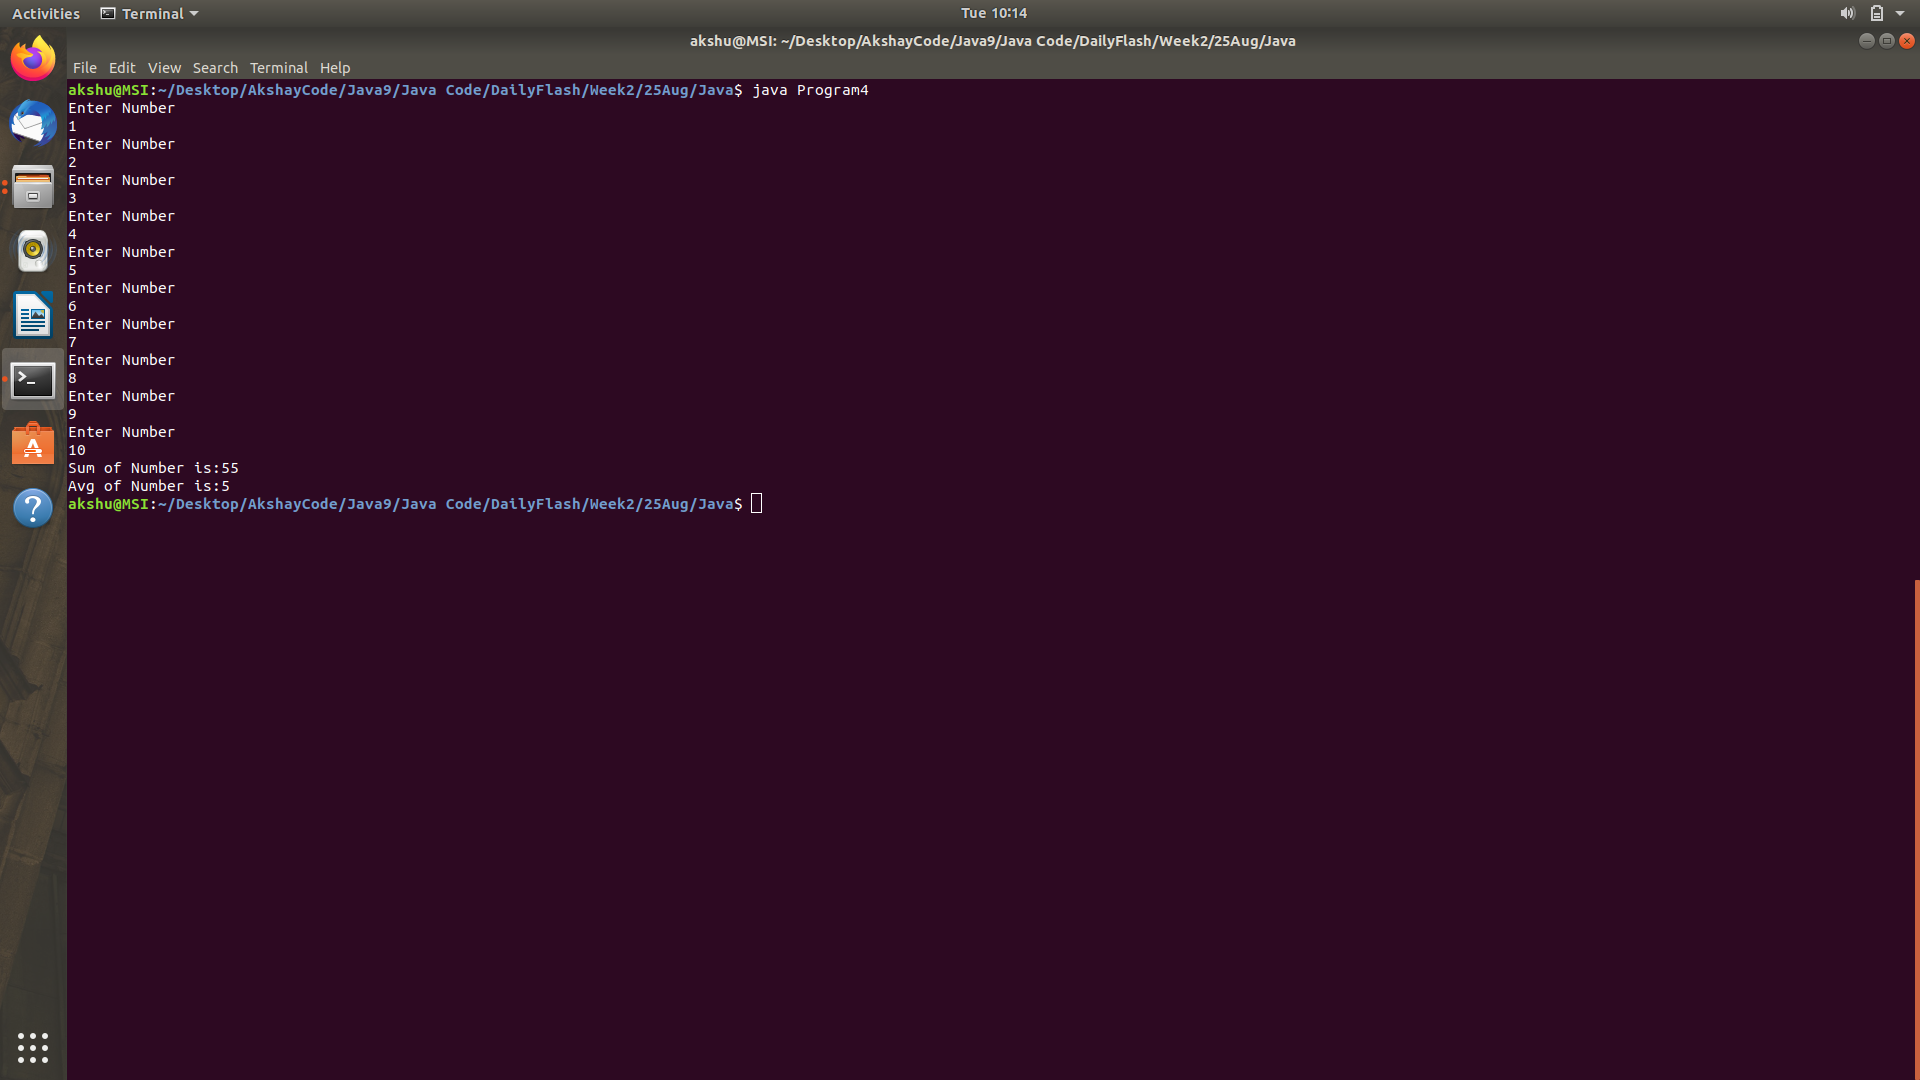 Activities Terminal Tue 10:14
akshu@MSI: ~/Desktop/AkshayCode/Java9/Java Code/DailyFlash/Week2/25Aug/Java
File Edit View Search Terminal Help
akshu@MSI:~/Desktop/AkshayCode/Java9/Java Code/DailyFlash/Week2/25Aug/Java$ java Program4
Enter Number
1
Enter Number
2
Enter Number
3
Enter Number
4
Enter Number
5
Enter Number
6
Enter Number
7
Enter Number
8
Enter Number
9
Enter Number
10
Sum of Number is:55
Avg of Number is:5
akshu@MSI:~/Desktop/AkshayCode/Java9/Java Code/DailyFlash/Week2/25Aug/Java$